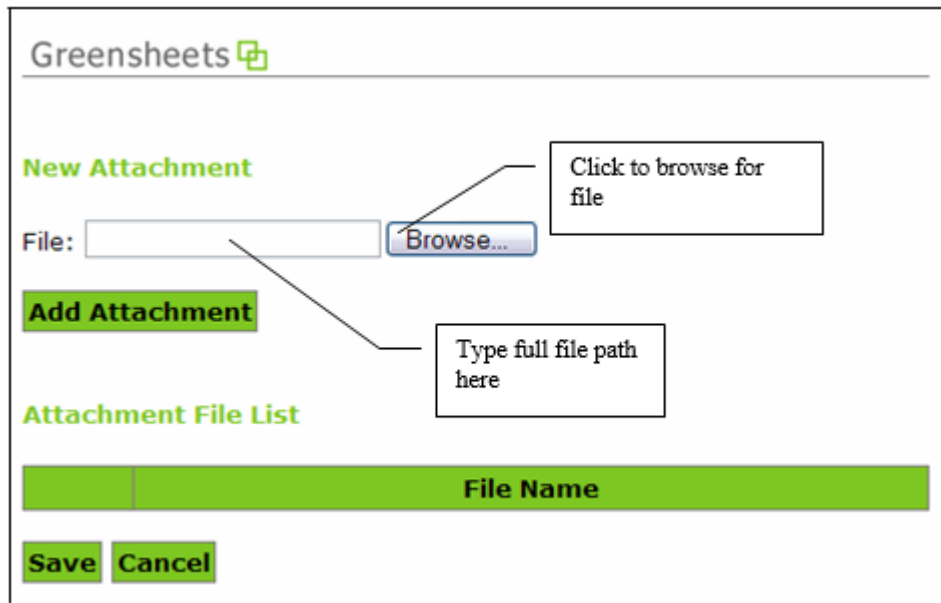 Greensheets
New Attachment
Click to browse for
file
File:
Browse...
Add Attachment
Type full file path
here
Attachment File List
File Name
Save Cancel